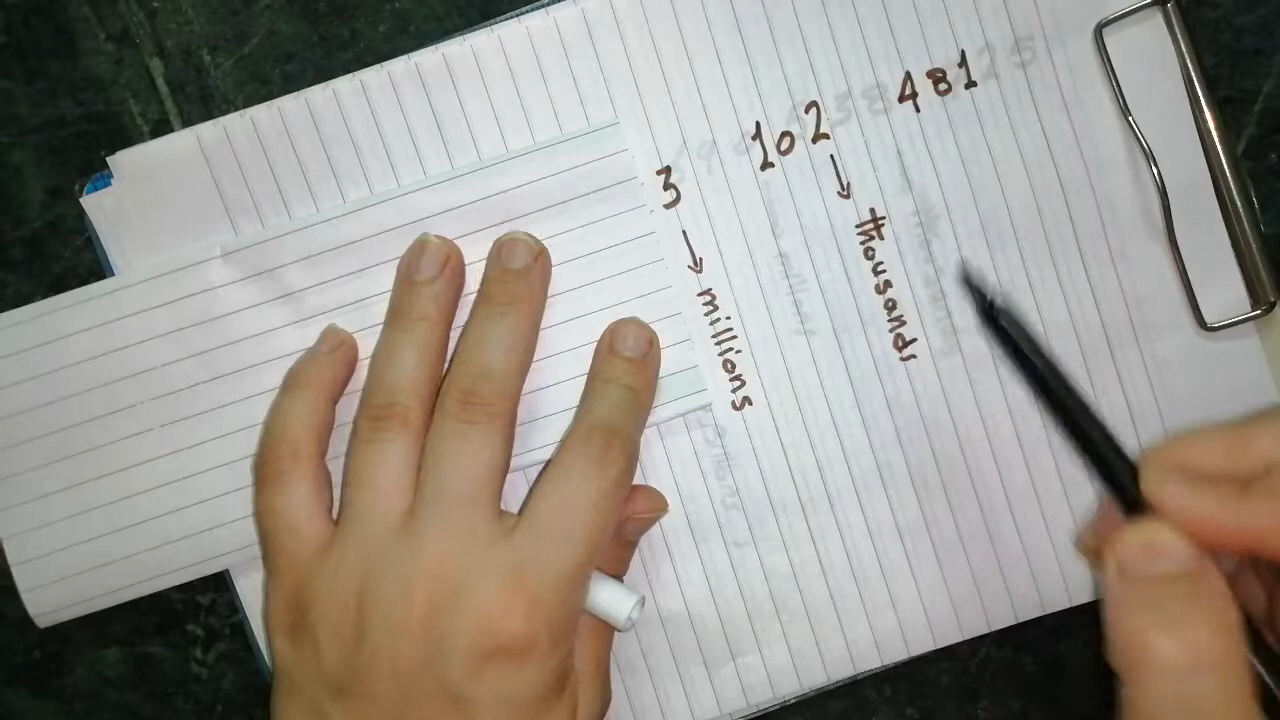 3 102 481
→ millions → thousands